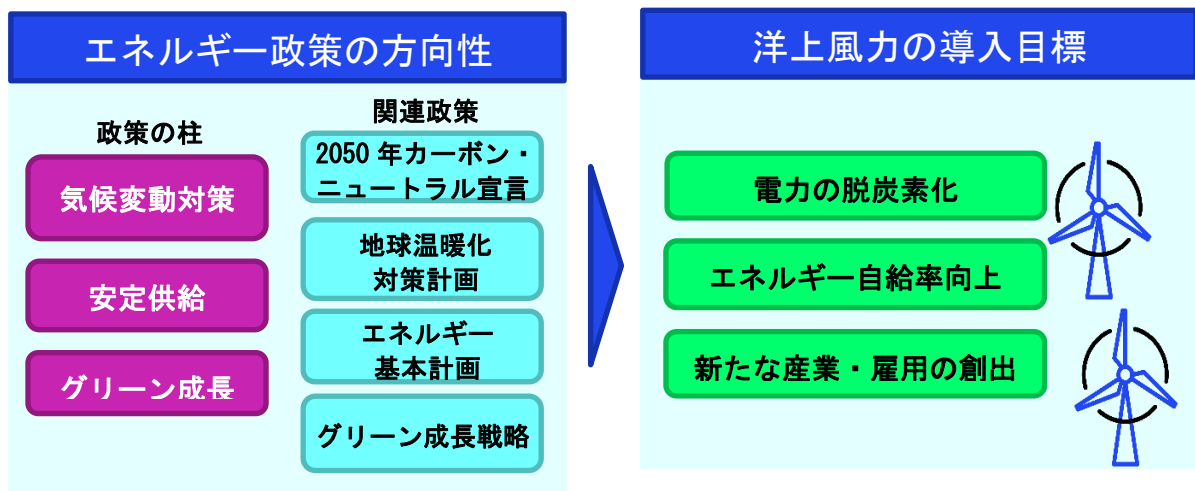 エネルギー政策の方向性
政策の柱
気候変動対策
安定供給
グリーン成長
関連政策
2050年カーボン・
ニュートラル宣言
地球温暖化
対策計画
エネルギー
基本計画
グリーン成長戦略
洋上風力の導入目標
電力の脱炭素化
エネルギー自給率向上
新たな産業・雇用の創出